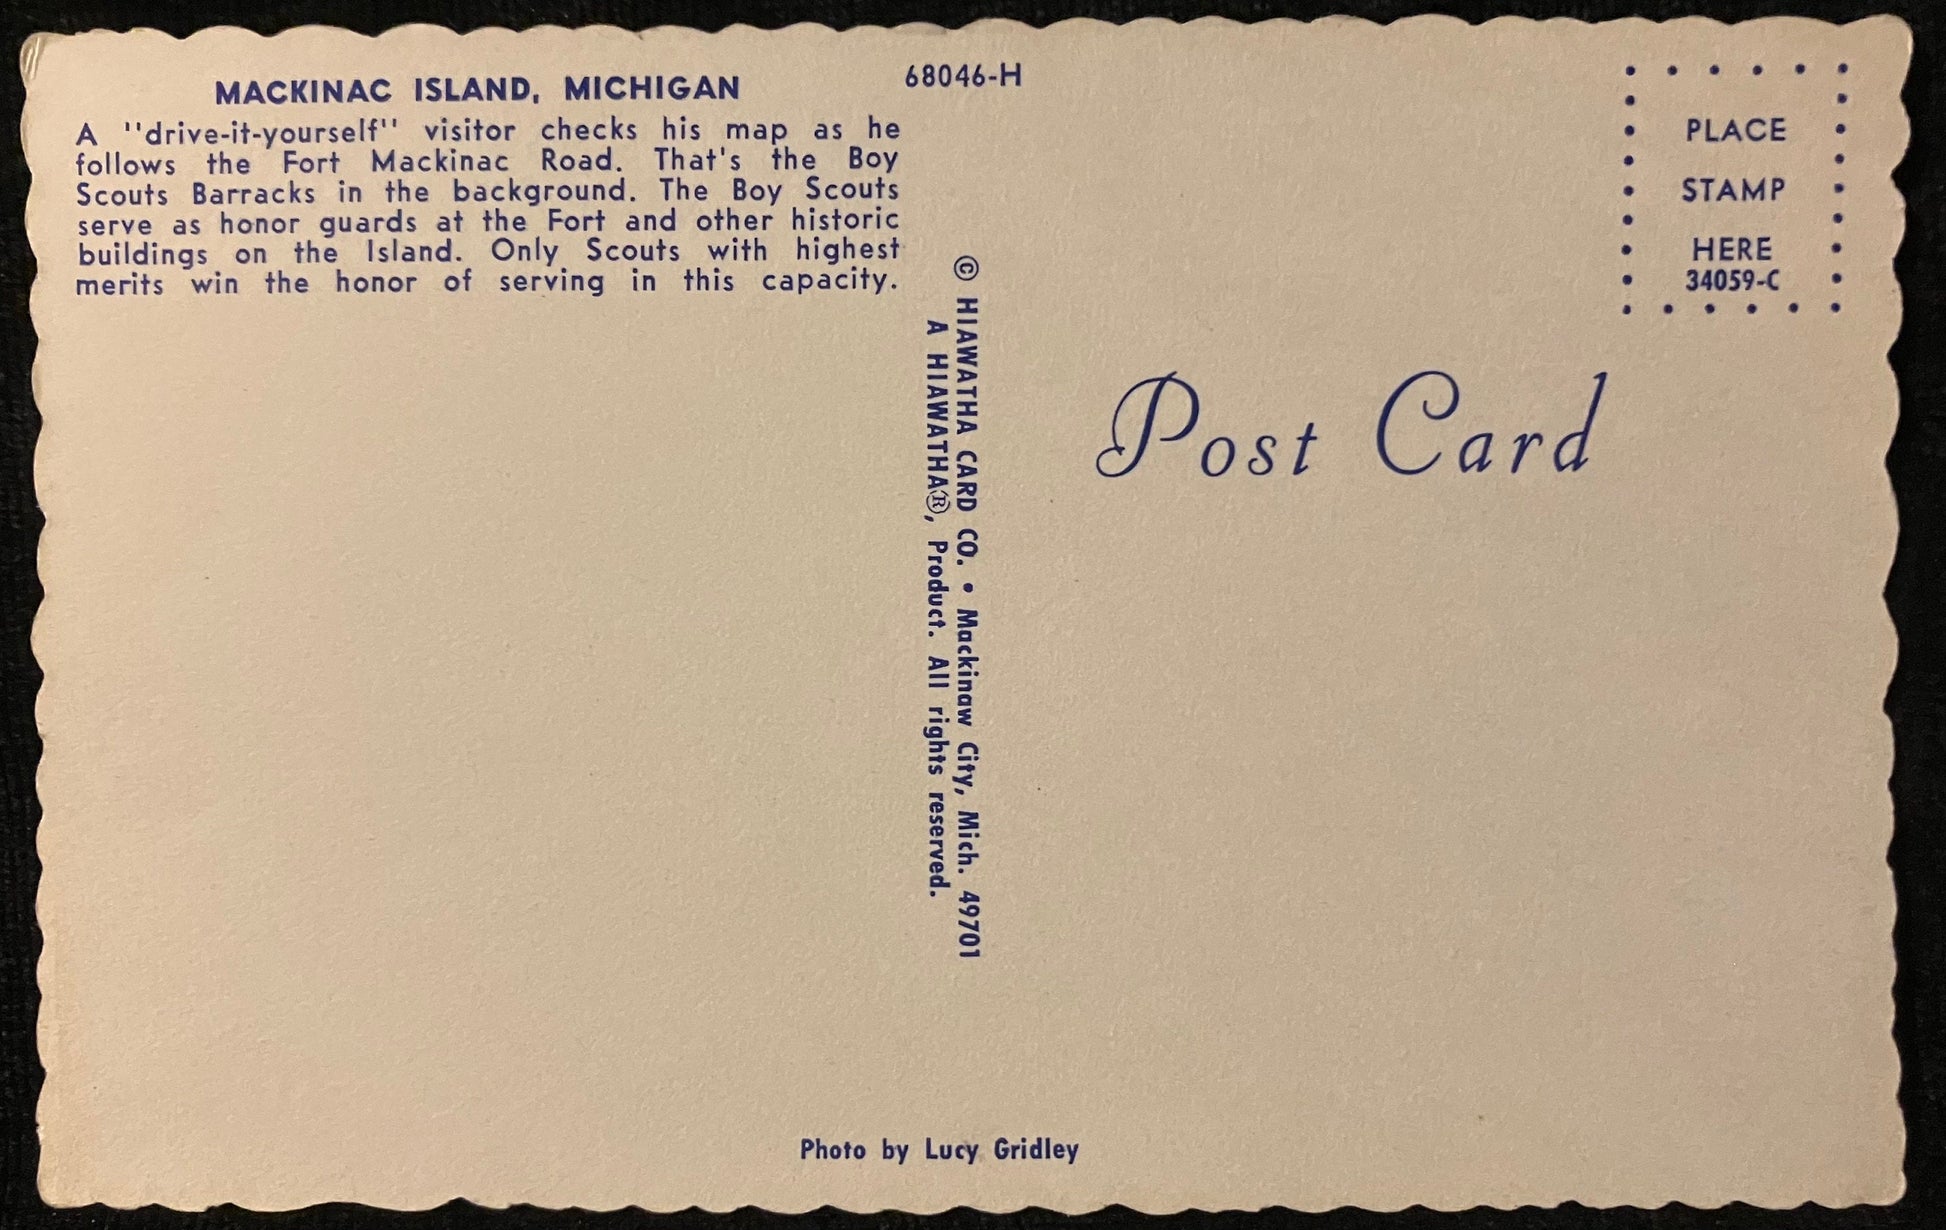 MACKINAC ISLAND, MICHIGAN
A ''drive-it-yourself'' visitor checks his map as he
follows the Fort Mackinac Road. That's the Boy
Scouts Barracks in the background. The Boy Scouts
serve as honor guards at the Fort and other historic
buildings on the Island. Only Scouts with highest
merits win the honor of serving in this capacity.
68046-H
© HIAWATHA CARD CO. • Mackinaw City, Mich. 49701
A HIAWATHA®, Product. All rights reserved.
PLACE
STAMP
HERE
34059-C
Post Card
Photo by Lucy Gridley